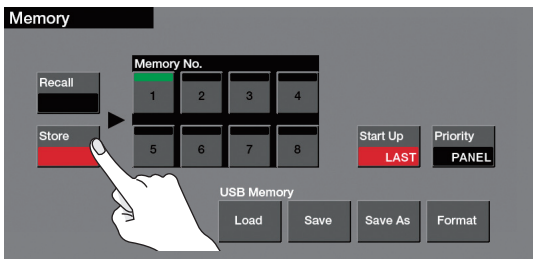 Memory
Memory No.
Recall
1 2 3 4
Store
5 6 7 8
Start Up Priority
LAST PANEL
USB Memory
Load Save Save As Format